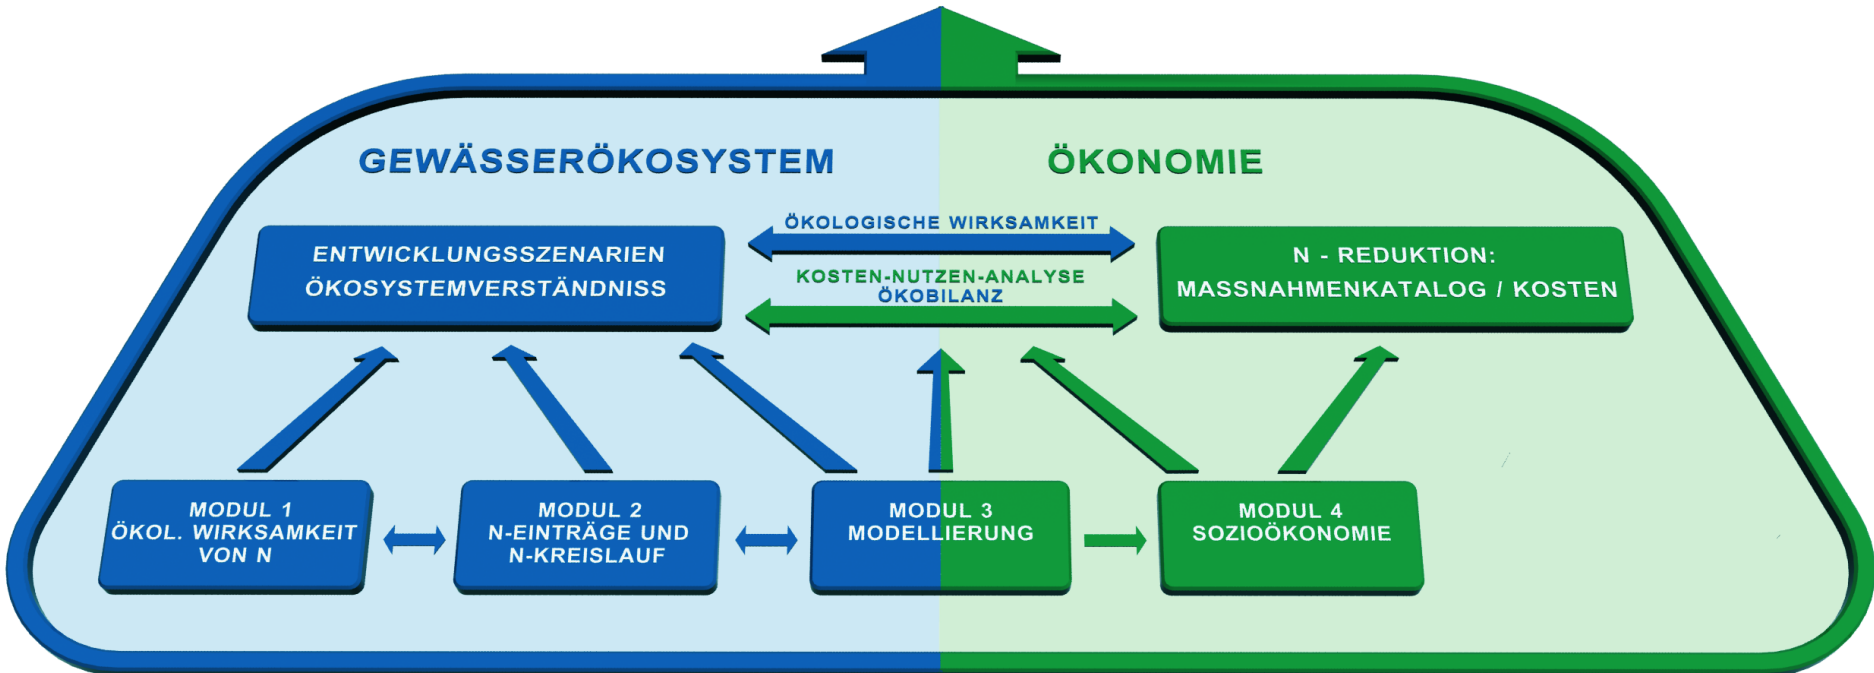 GEWÄSSERÖKOSYSTEM
ÖKONOMIE
ENTWICKLUNGSSZENARIEN
ÖKOSYSTEMVERSTÄNDNISS
ÖKOLOGISCHE WIRKSAMKEIT
KOSTEN-NUTZEN-ANALYSE
ÖKOBILANZ
N - REDUKTION:
MASSNAHMENKATALOG / KOSTEN
MODUL 1
ÖKOL. WIRKSAMKEIT
VON N
MODUL 2
N-EINTRÄGE UND
N-KREISLAUF
MODUL 3
MODELLIERUNG
MODUL 4
SOZIOÖKONOMIE